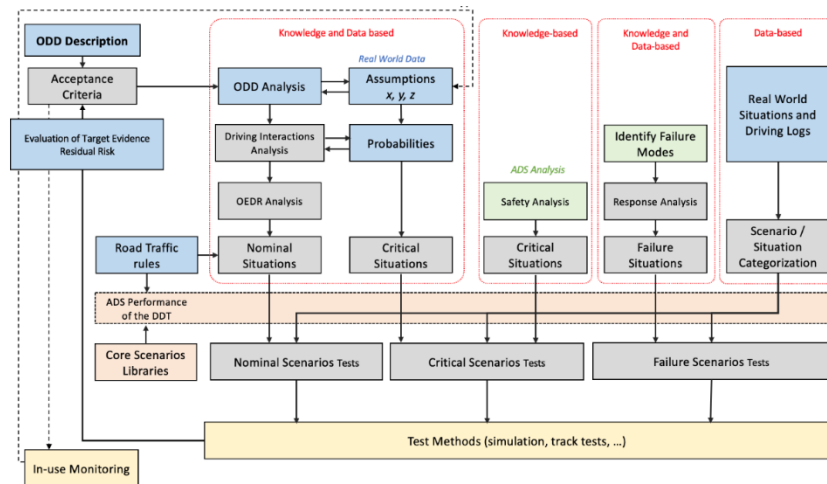 Knowledge and Data based
Knowledge-based
Knowledge and
Data-based
Data-based
ODD Description
Real World Data
Acceptance
Criteria
ODD Analysis
Assumptions
x, y, z
Real World
Situations and
Driving Logs
Evaluation of Target Evidence
Residual Risk
Driving Interactions
Analysis
Probabilities
Identify Failure
Modes
ADS Analysis
OEDR Analysis
Safety Analysis
Response Analysis
Road Traffic
rules
Nominal
Situations
Critical
Situations
Critical
Situations
Failure
Situations
Scenario /
Situation
Categorization
ADS Performance
of the DDT
Core Scenarios
Libraries
Nominal Scenarios Tests
Critical Scenarios Tests
Failure Scenarios Tests
Test Methods (simulation, track tests, ...)
In-use Monitoring